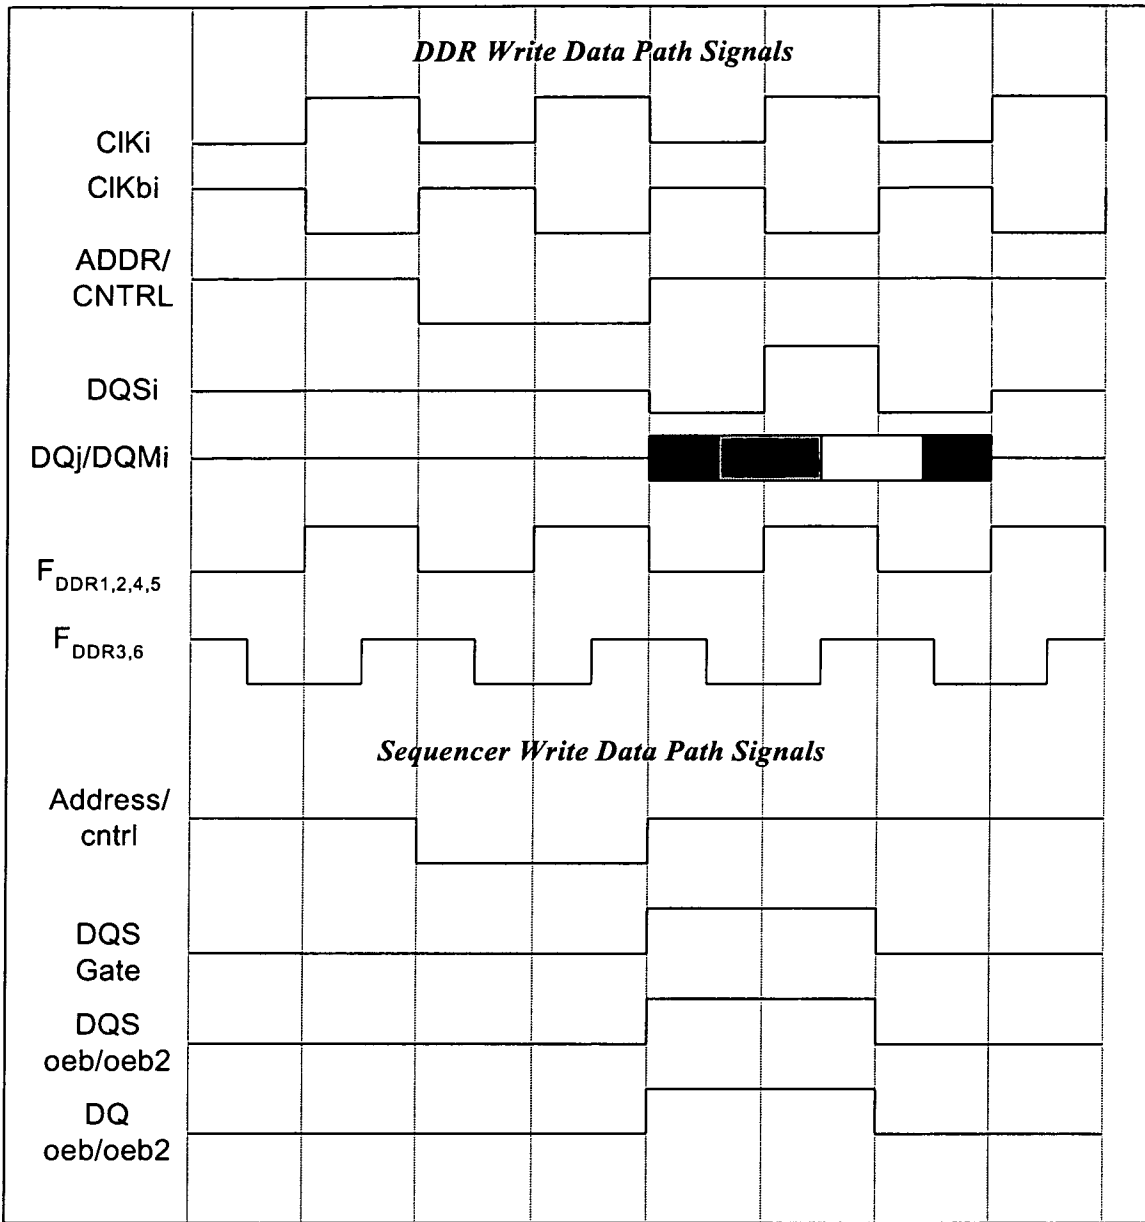 DDR Write Data Path Signals
ClKi
ClKbi
ADDR/
CNTRL
DQSi
DQj/DQMi
FDDR1,2,4,5
FDDR3,6
Sequencer Write Data Path Signals
Address/
cntrl
DQS
Gate
DQS
oeb/oeb2
DQ
oeb/oeb2